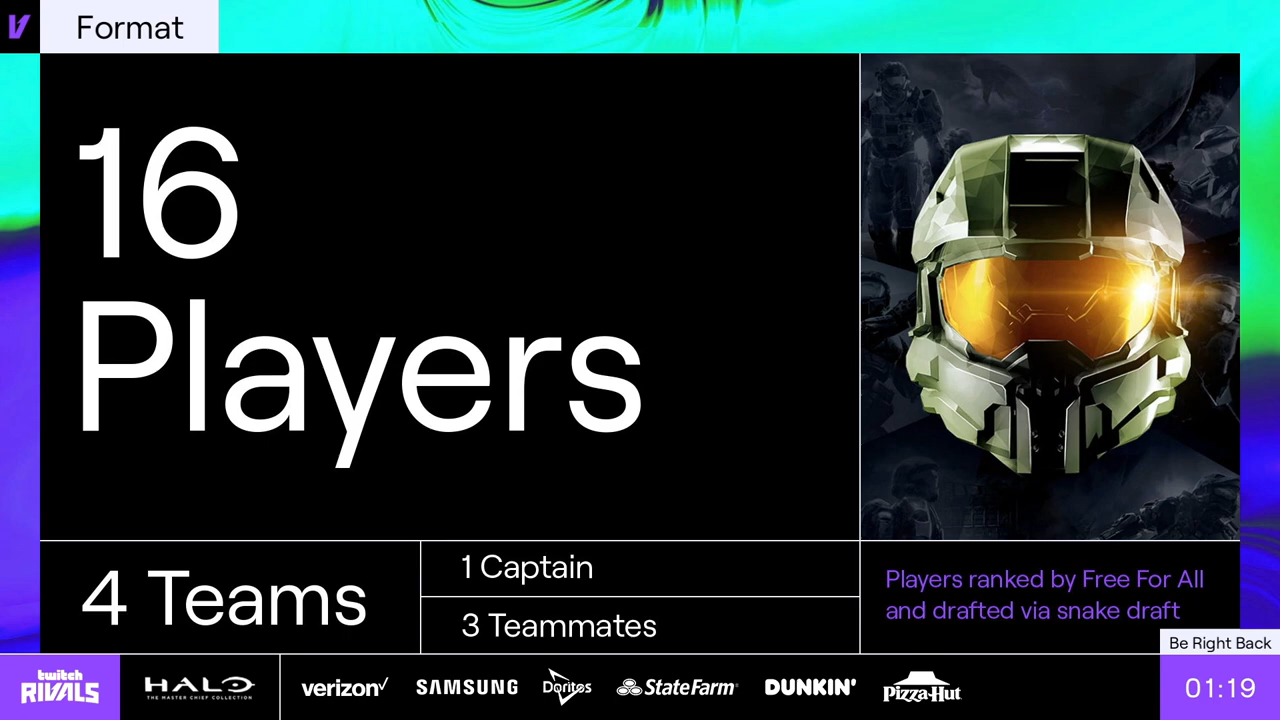 Format
16
Players
4 Teams
1 Captain
3 Teammates
Players ranked by Free For All
and drafted via snake draft
Be Right Back
twitch
RIVALS
HALO
THE MASTER CHIEF COLLECTION
verizon✓
SAMSUNG
Doritos
StateFarm
DUNKIN'
Pizza Hut
01:19